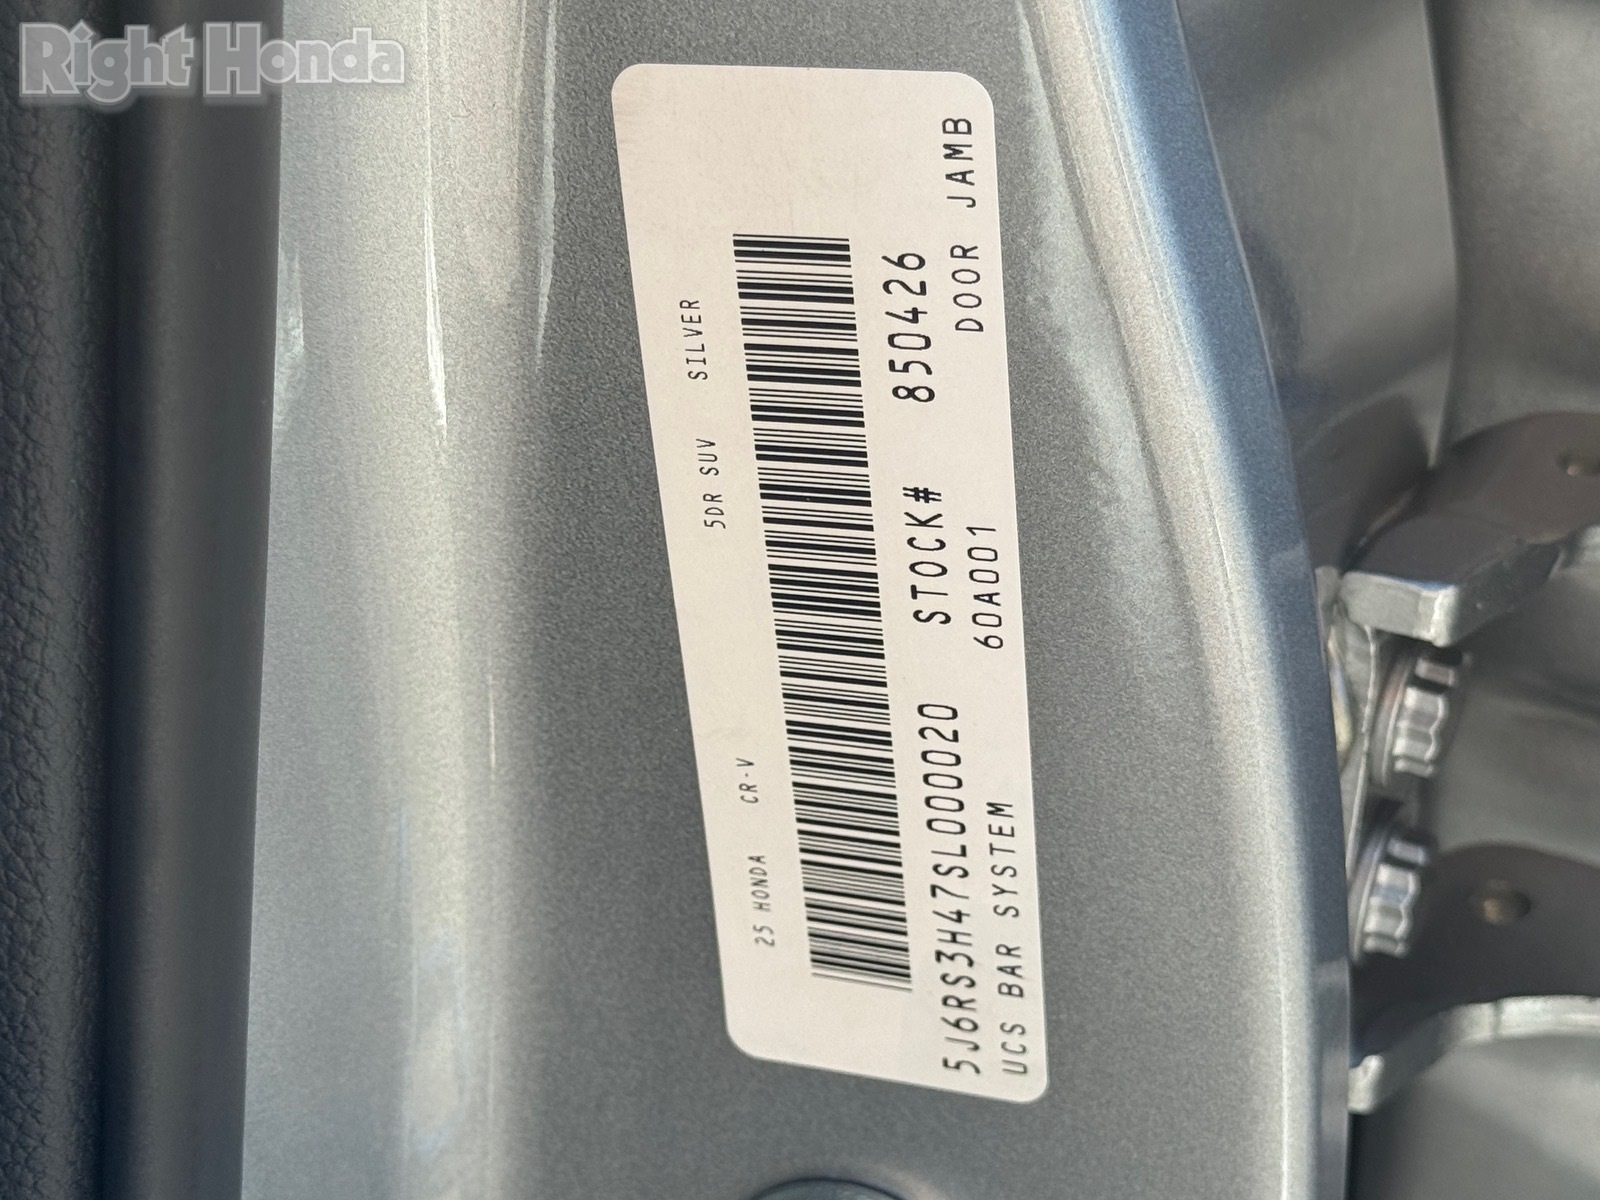 Right Honda
25 HONDA CR-V 5DR SUV SILVER
5J6RS3H47SL000020 STOCK# 850426
UCS BAR SYSTEM 60A001 DOOR JAMB